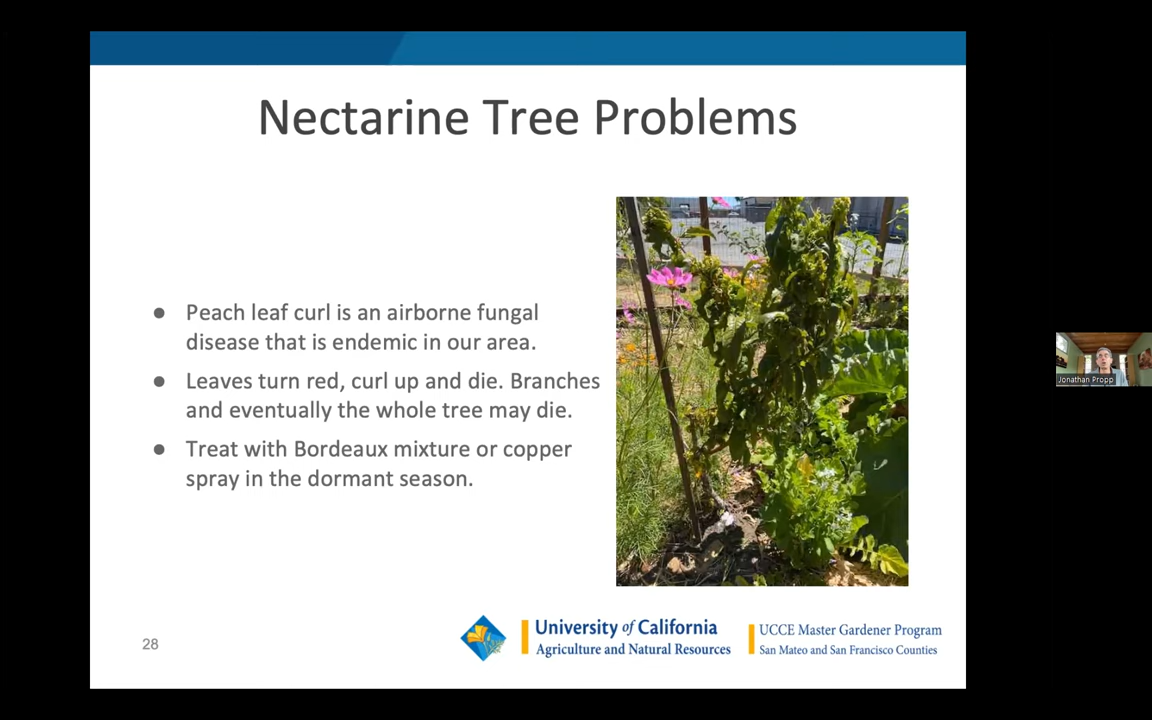 Nectarine Tree Problems
● Peach leaf curl is an airborne fungal
disease that is endemic in our area.
● Leaves turn red, curl up and die. Branches
and eventually the whole tree may die.
● Treat with Bordeaux mixture or copper
spray in the dormant season.
Jonathan Propp
28
University of California
Agriculture and Natural Resources
UCCE Master Gardener Program
San Mateo and San Francisco Counties